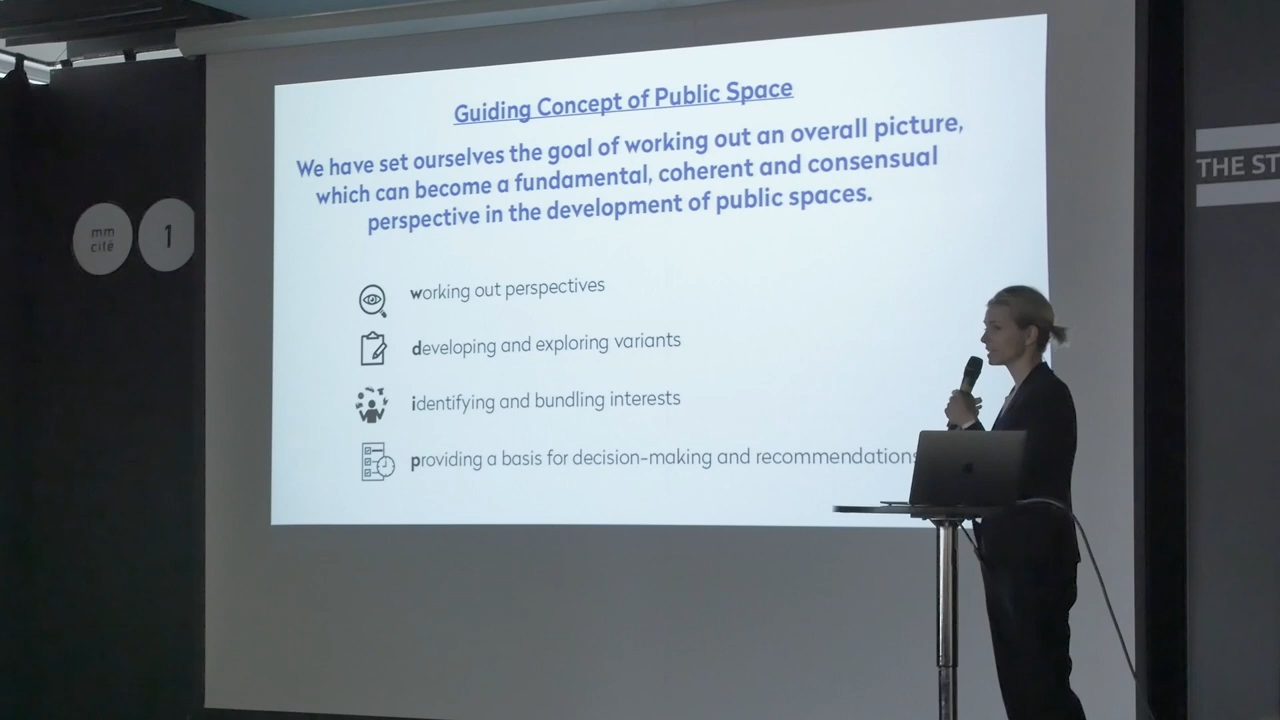 Guiding Concept of Public Space
We have set ourselves the goal of working out an overall picture,
which can become a fundamental, coherent and consensual
perspective in the development of public spaces.
working out perspectives
developing and exploring variants
identifying and bundling interests
providing a basis for decision-making and recommendations
mm
cité
1
THE ST